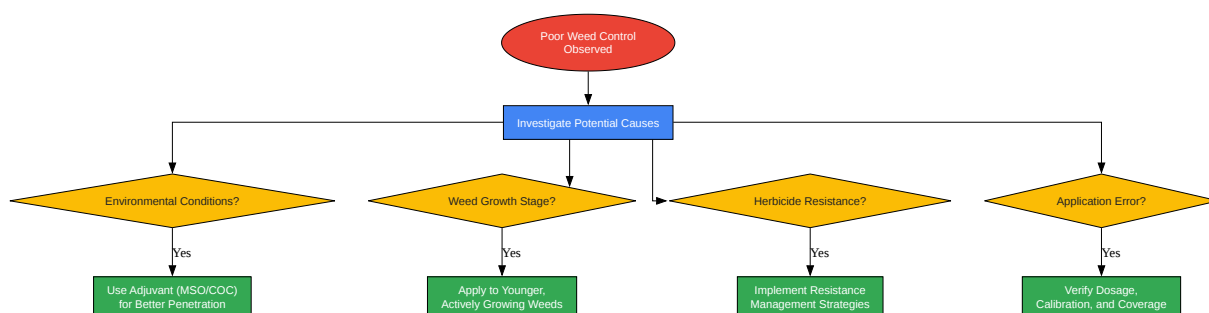 Poor Weed Control
Observed
Investigate Potential Causes
Environmental Conditions?
Weed Growth Stage?
Herbicide Resistance?
Application Error?
Yes
Yes
Yes
Yes
Use Adjuvant (MSO/COC)
for Better Penetration
Apply to Younger,
Actively Growing Weeds
Implement Resistance
Management Strategies
Verify Dosage,
Calibration, and Coverage